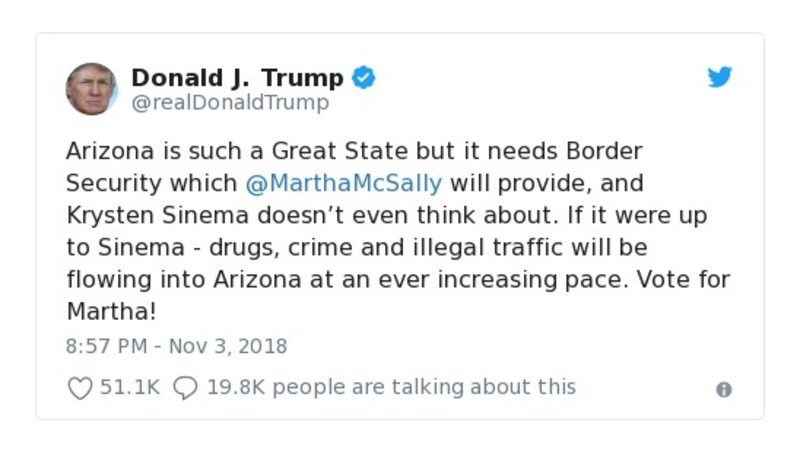 Donald J. Trump
@realDonaldTrump
Arizona is such a Great State but it needs Border
Security which @MarthaMcSally will provide, and
Krysten Sinema doesn’t even think about. If it were up
to Sinema - drugs, crime and illegal traffic will be
flowing into Arizona at an ever increasing pace. Vote for
Martha!
8:57 PM - Nov 3, 2018
51.1K 19.8K people are talking about this